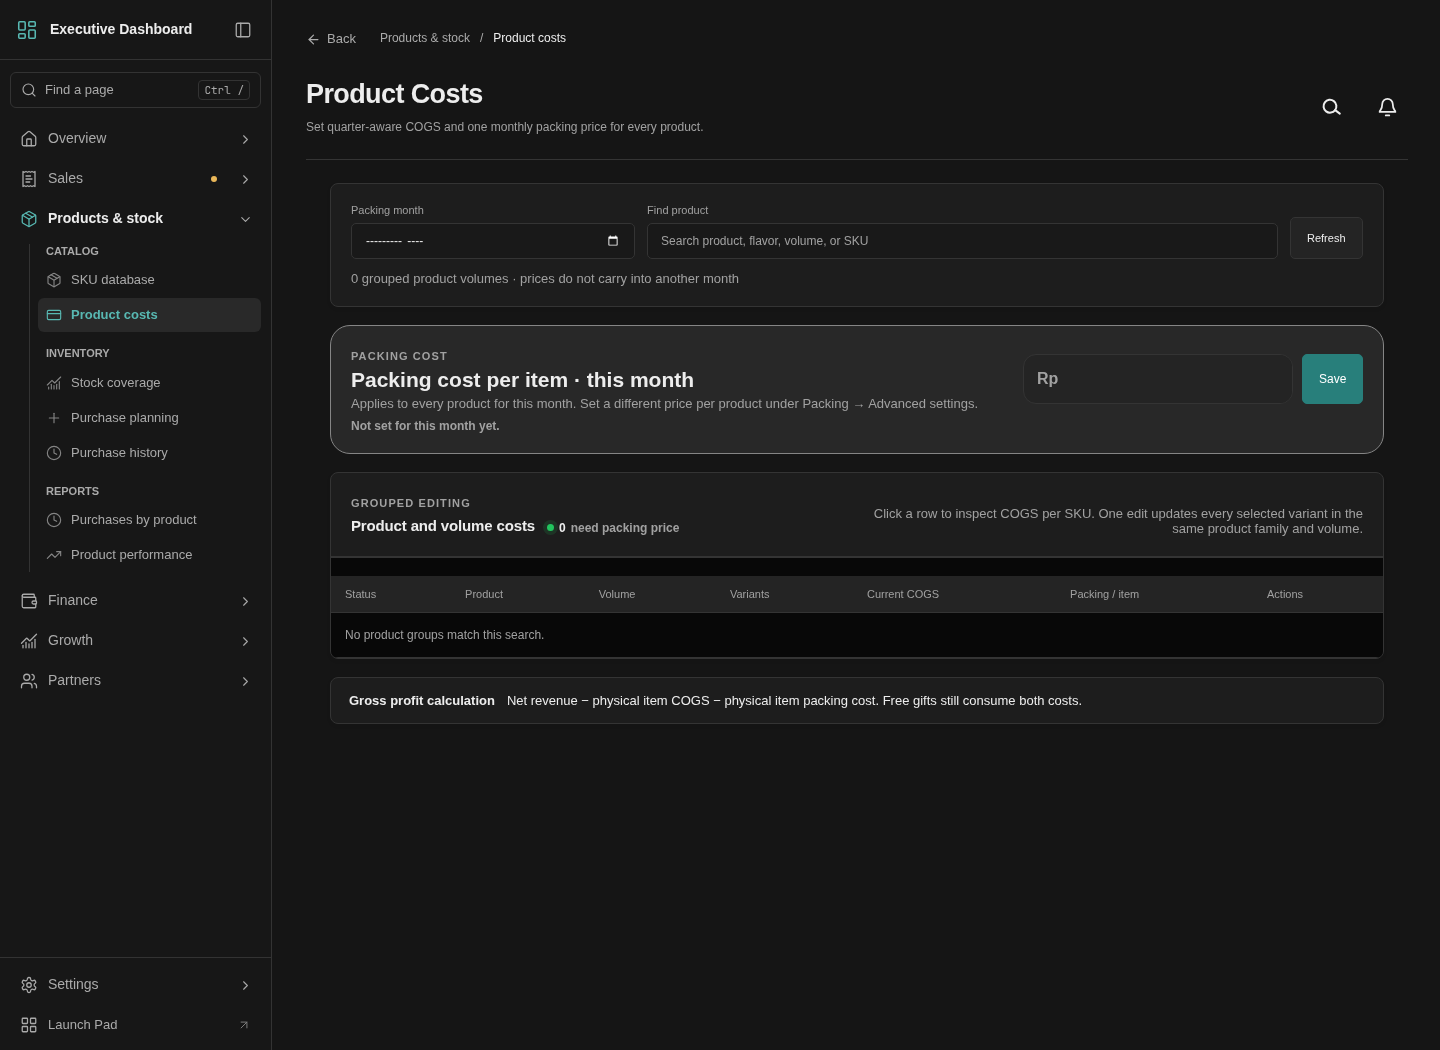 Executive Dashboard
Find a page
Ctrl /
Overview
Sales
Products & stock
CATALOG
SKU database
Product costs
INVENTORY
Stock coverage
Purchase planning
Purchase history
REPORTS
Purchases by product
Product performance
Finance
Growth
Partners
Settings
Launch Pad
Back
Products & stock / Product costs
Product Costs
Set quarter-aware COGS and one monthly packing price for every product.
Packing month
--------- ----
Find product
Search product, flavor, volume, or SKU
Refresh
0 grouped product volumes · prices do not carry into another month
PACKING COST
Packing cost per item · this month
Applies to every product for this month. Set a different price per product under Packing → Advanced settings.
Not set for this month yet.
Rp
Save
GROUPED EDITING
Product and volume costs
0 need packing price
Click a row to inspect COGS per SKU. One edit updates every selected variant in the
same product family and volume.
Status Product Volume Variants Current COGS Packing / item Actions
No product groups match this search.
Gross profit calculation Net revenue − physical item COGS − physical item packing cost. Free gifts still consume both costs.